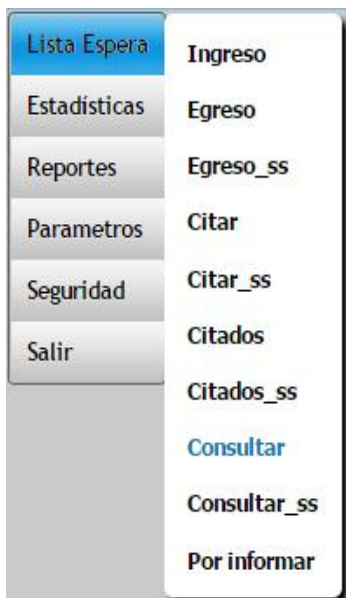 Lista Espera
Estadísticas
Reportes
Parametros
Seguridad
Salir
Ingreso
Egreso
Egreso_ss
Citar
Citar_ss
Citados
Citados_ss
Consultar
Consultar_ss
Por informar